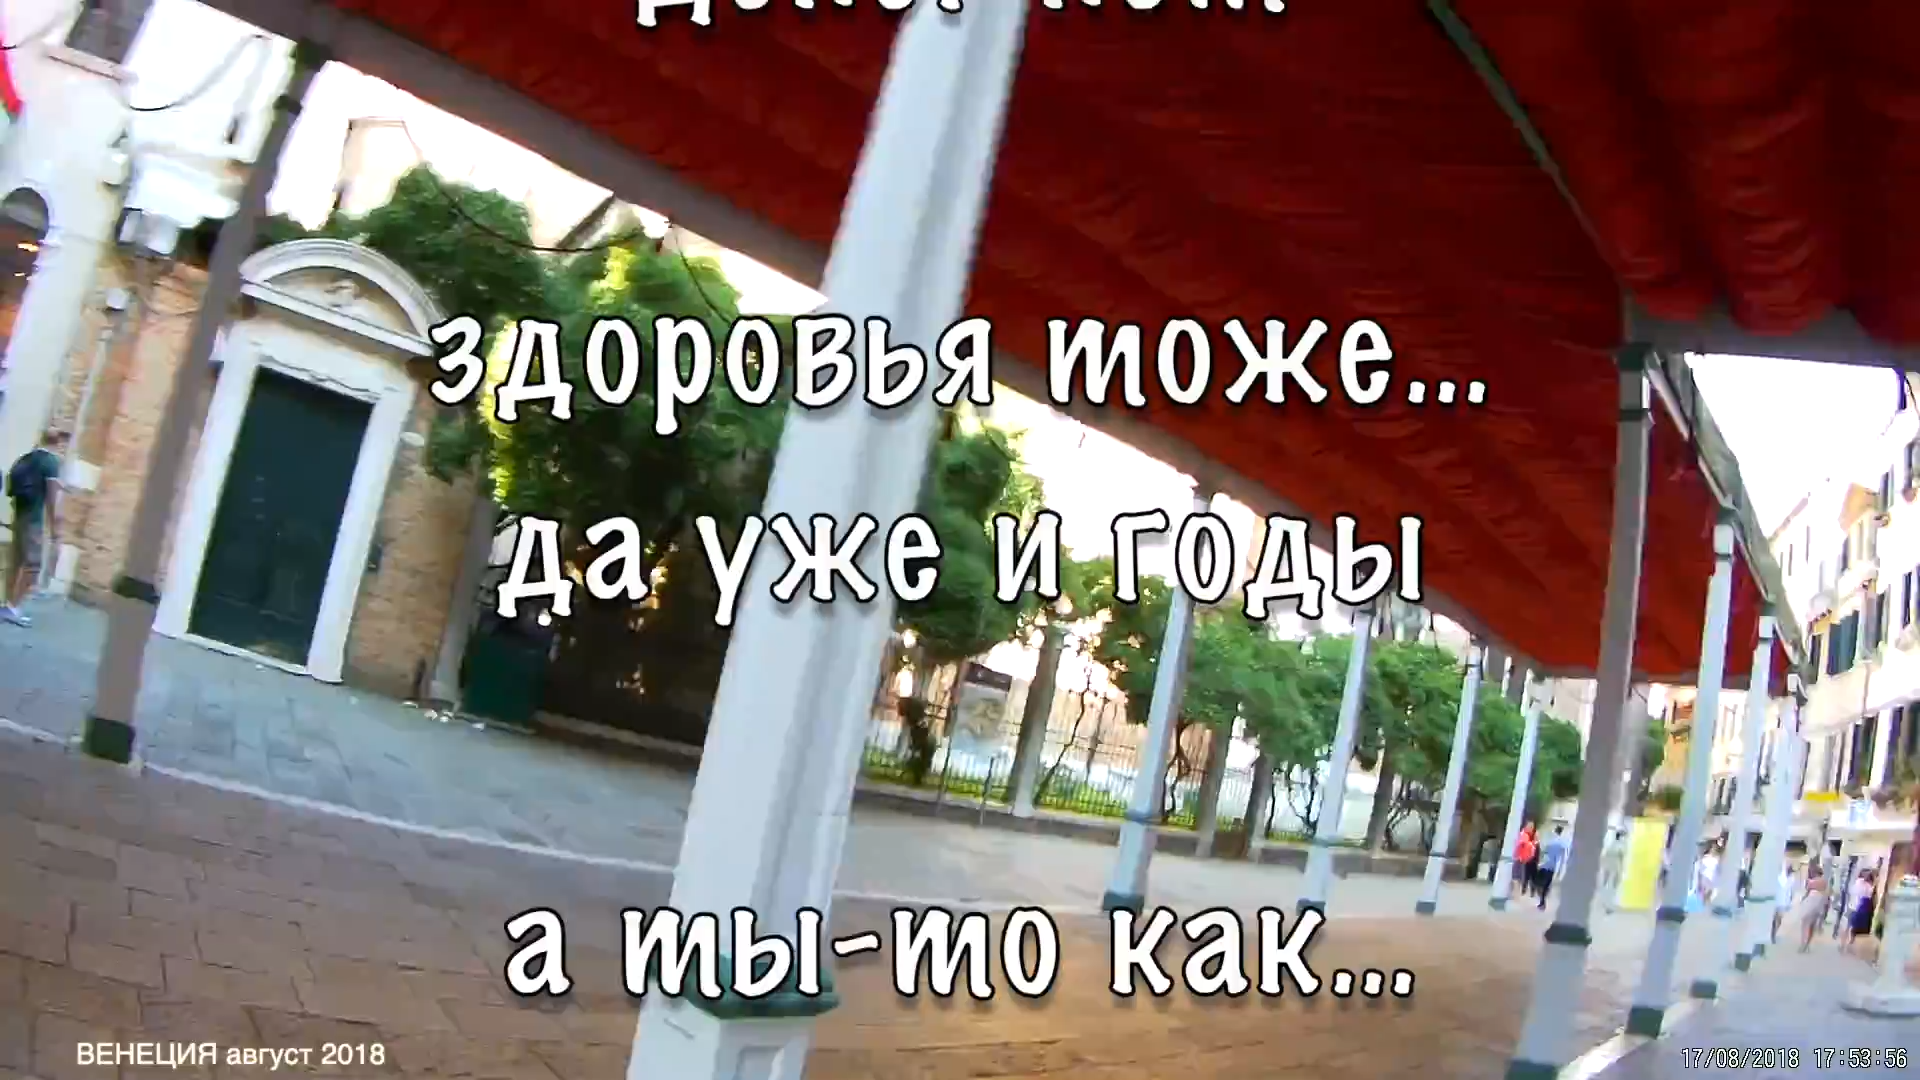 здоровья тоже...
да уже и годы
а ты-то как...
ВЕНЕЦИЯ август 2018
17/08/2018 17:53:56